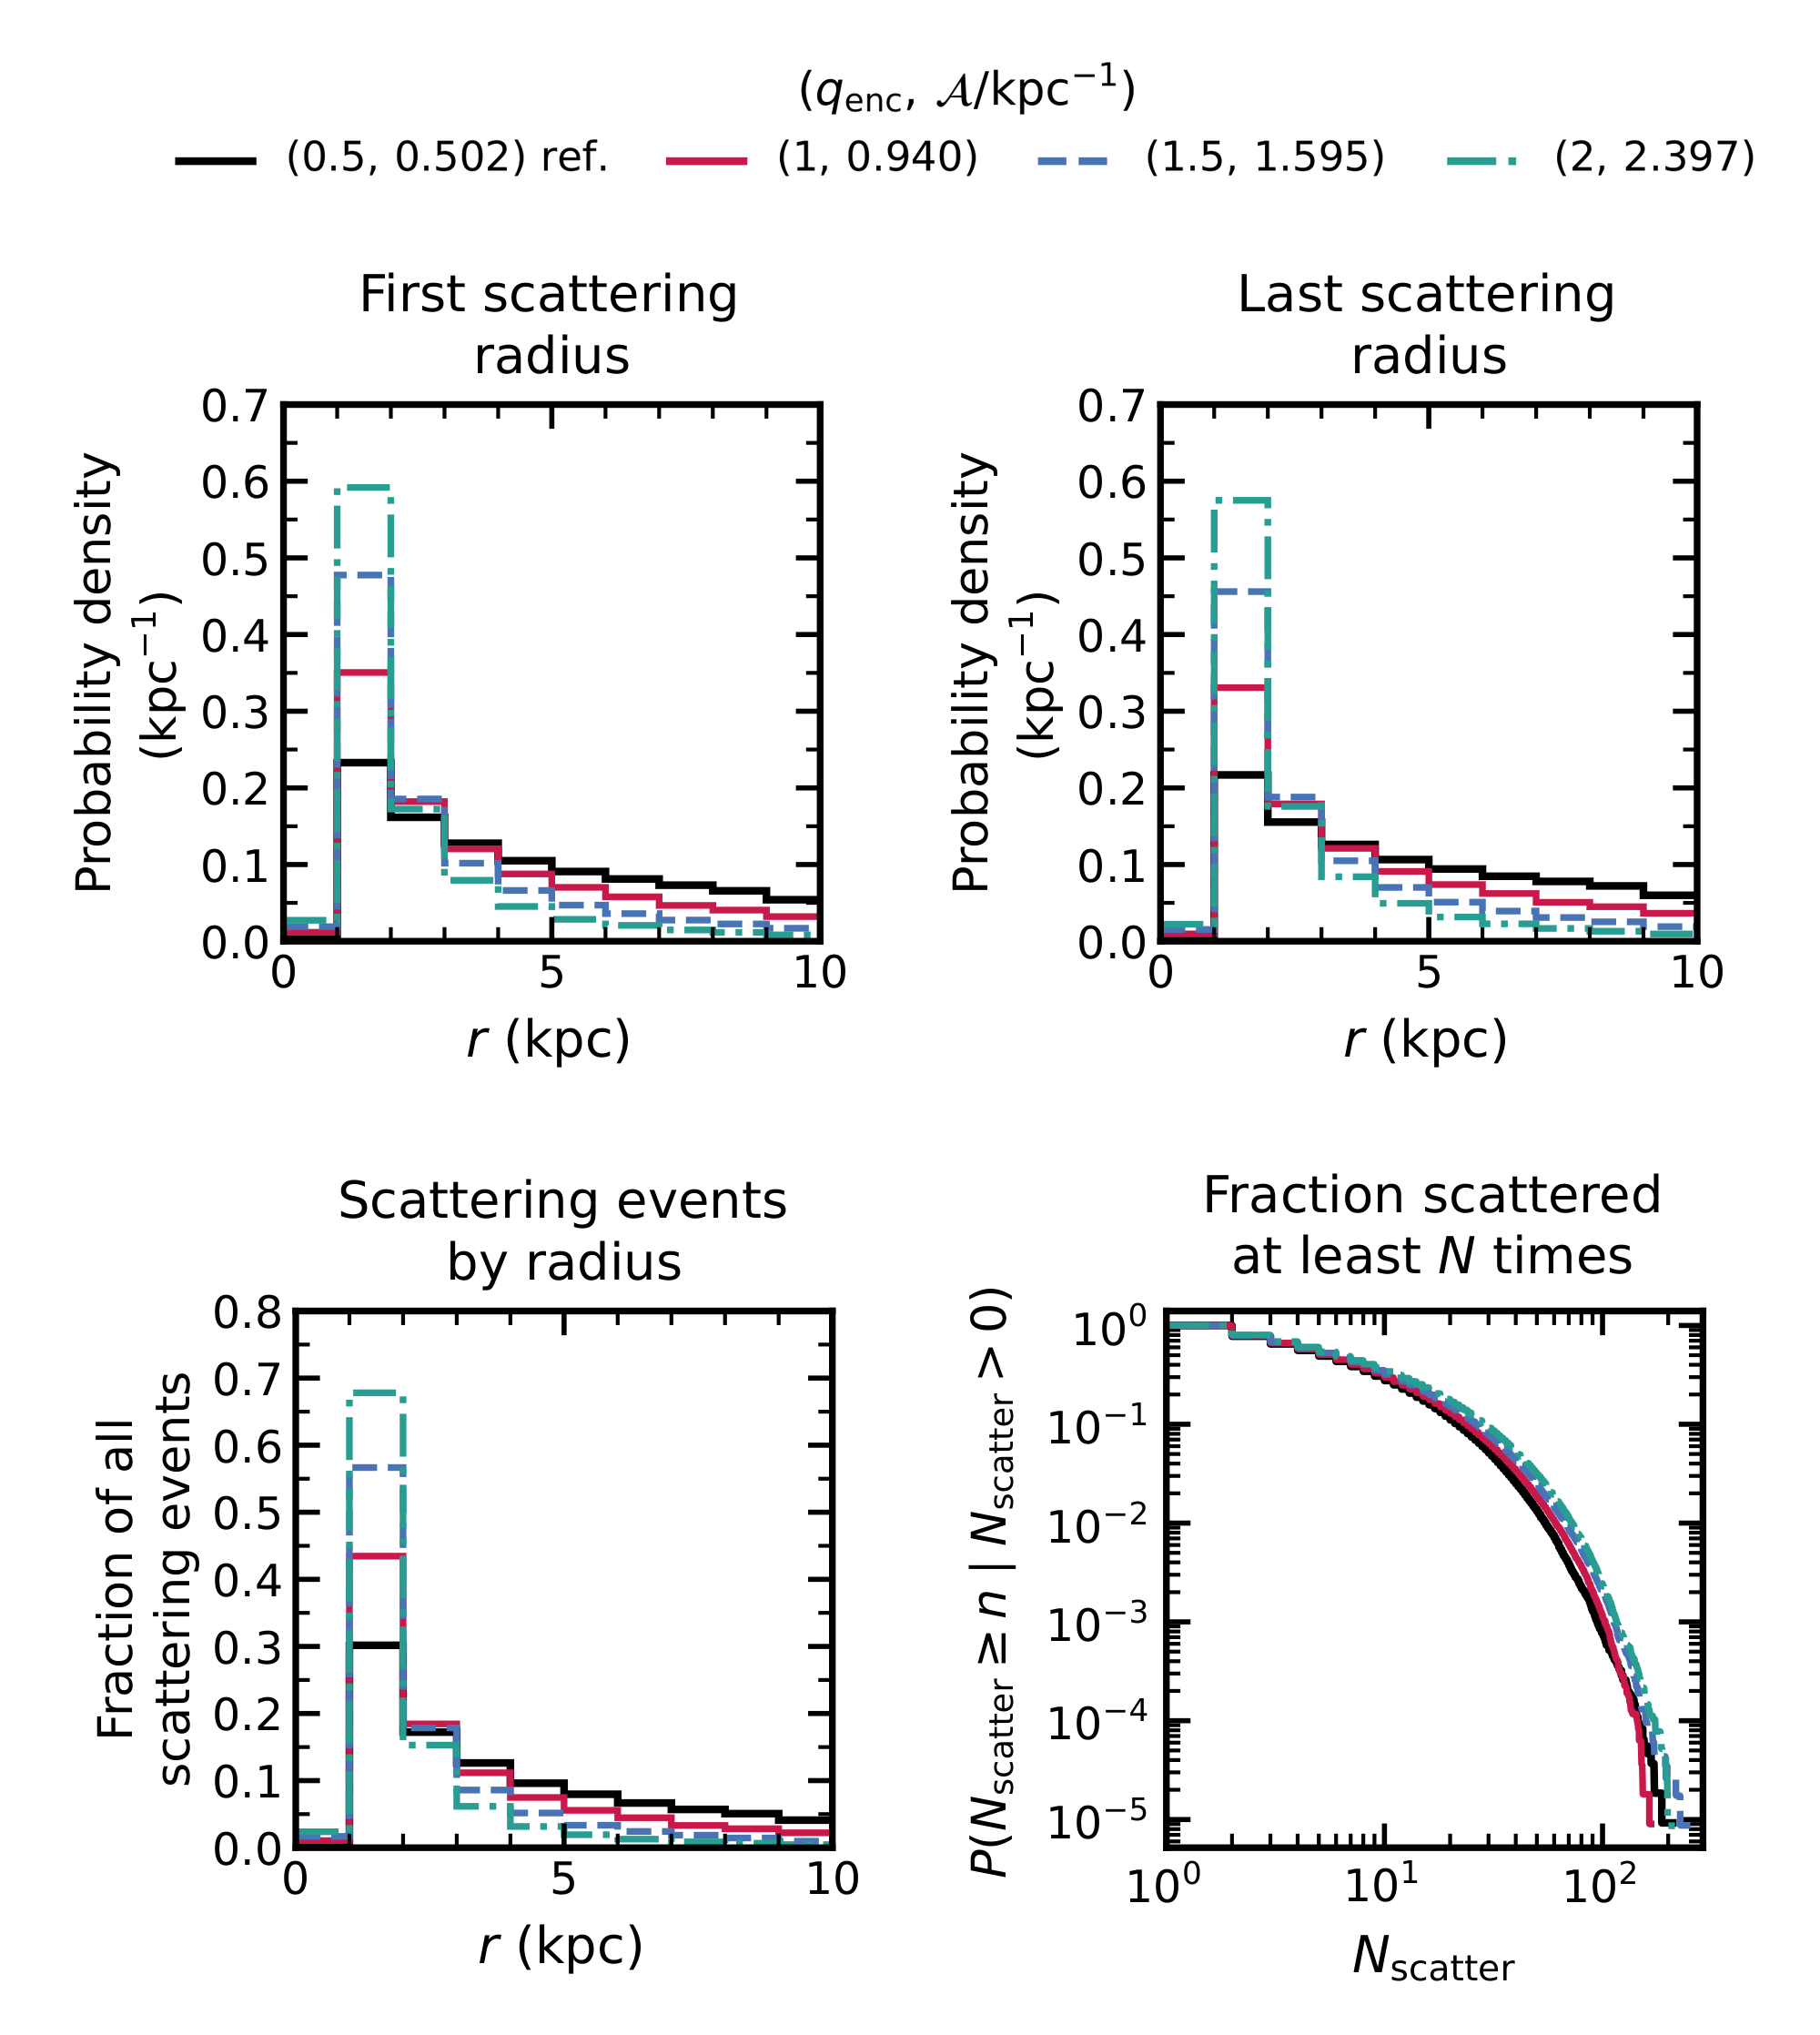 (q_enc, 𝒜/kpc⁻¹)
(0.5, 0.502) ref. (1, 0.940) (1.5, 1.595) (2, 2.397)
First scattering
radius
Probability density
(kpc⁻¹)
0.7
0.6
0.5
0.4
0.3
0.2
0.1
0.0
0 5 10
r (kpc)
Last scattering
radius
Probability density
(kpc⁻¹)
0.7
0.6
0.5
0.4
0.3
0.2
0.1
0.0
0 5 10
r (kpc)
Scattering events
by radius
Fraction of all
scattering events
0.8
0.7
0.6
0.5
0.4
0.3
0.2
0.1
0.0
0 5 10
r (kpc)
Fraction scattered
at least N times
P(N_scatter ≥ n | N_scatter > 0)
10⁰
10⁻¹
10⁻²
10⁻³
10⁻⁴
10⁻⁵
10⁰ 10¹ 10²
N_scatter